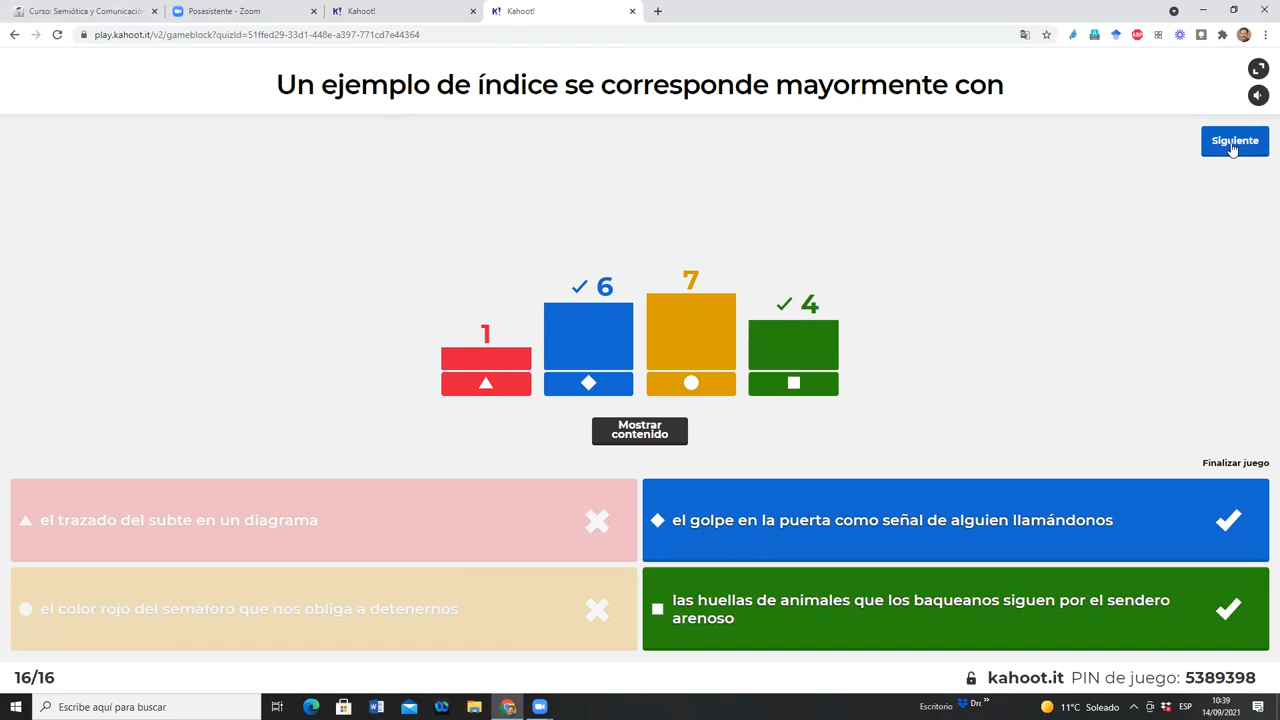 Curso: Semiótica y Comunicación
Posasistente - Zoom
K! Kahoot!
K! Kahoot!
play.kahoot.it/v2/gameblock?quizId=51ffed29-33d1-448e-a397-771cd7e44364
Un ejemplo de índice se corresponde mayormente con
Siguiente
1
6
7
4
Mostrar
contenido
Finalizar juego
el trazado del subte en un diagrama
el golpe en la puerta como señal de alguien llamándonos
el color rojo del semáforo que nos obliga a detenernos
las huellas de animales que los baqueanos siguen por el sendero
arenoso
16/16
kahoot.it PIN de juego: 5389398
Escribe aquí para buscar
Escritorio
11°C Soleado
ESP
10:39
14/09/2021